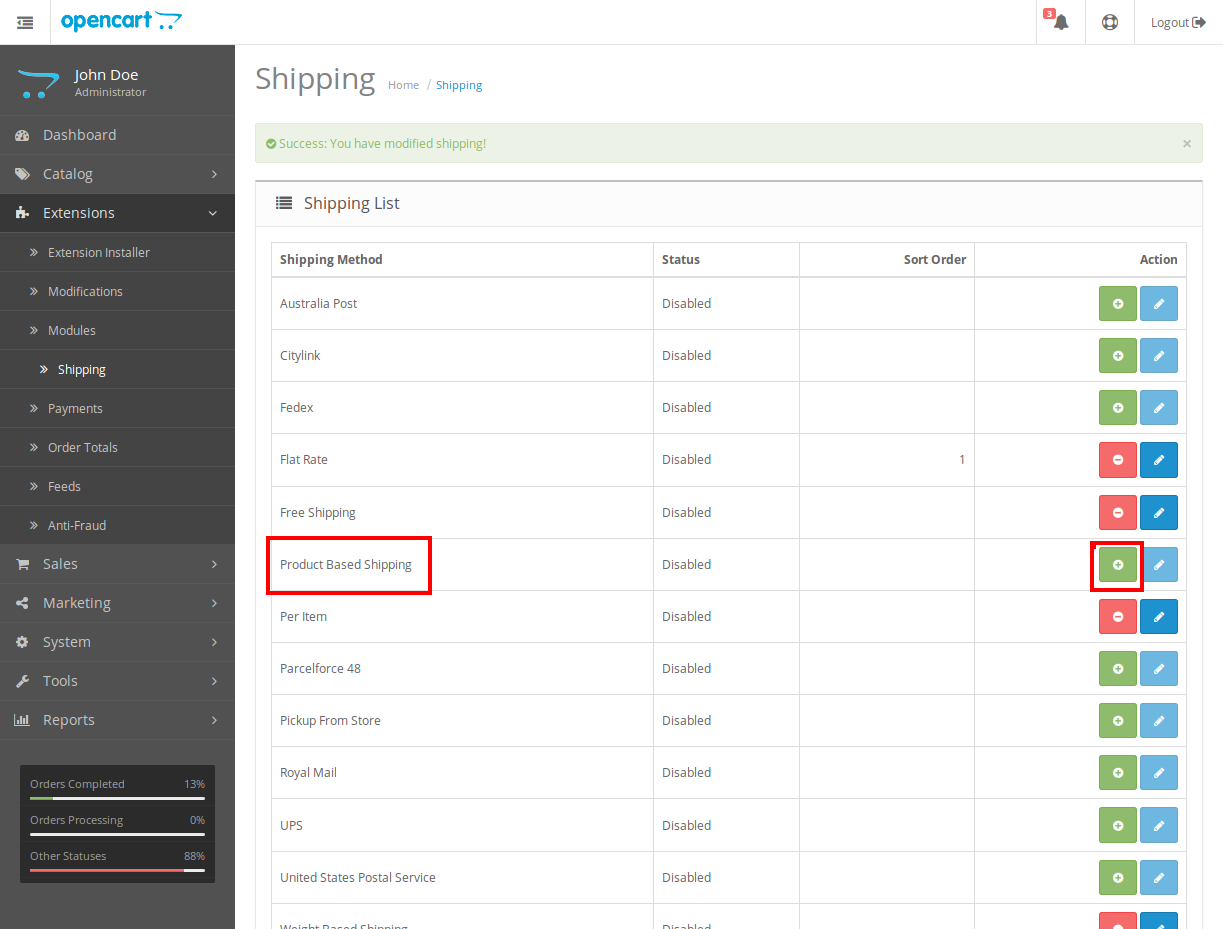 opencart
3
Logout
John Doe
Administrator
Dashboard
Catalog
Extensions
Extension Installer
Modifications
Modules
Shipping
Payments
Order Totals
Feeds
Anti-Fraud
Sales
Marketing
System
Tools
Reports
Orders Completed 13%
Orders Processing 0%
Other Statuses 88%
Shipping Home / Shipping
Success: You have modified shipping! ×
Shipping List
Shipping Method Status Sort Order Action
Australia Post Disabled
Citylink Disabled
Fedex Disabled
Flat Rate Disabled 1
Free Shipping Disabled
Product Based Shipping Disabled
Per Item Disabled
Parcelforce 48 Disabled
Pickup From Store Disabled
Royal Mail Disabled
UPS Disabled
United States Postal Service Disabled
Weight Based Shipping Disabled